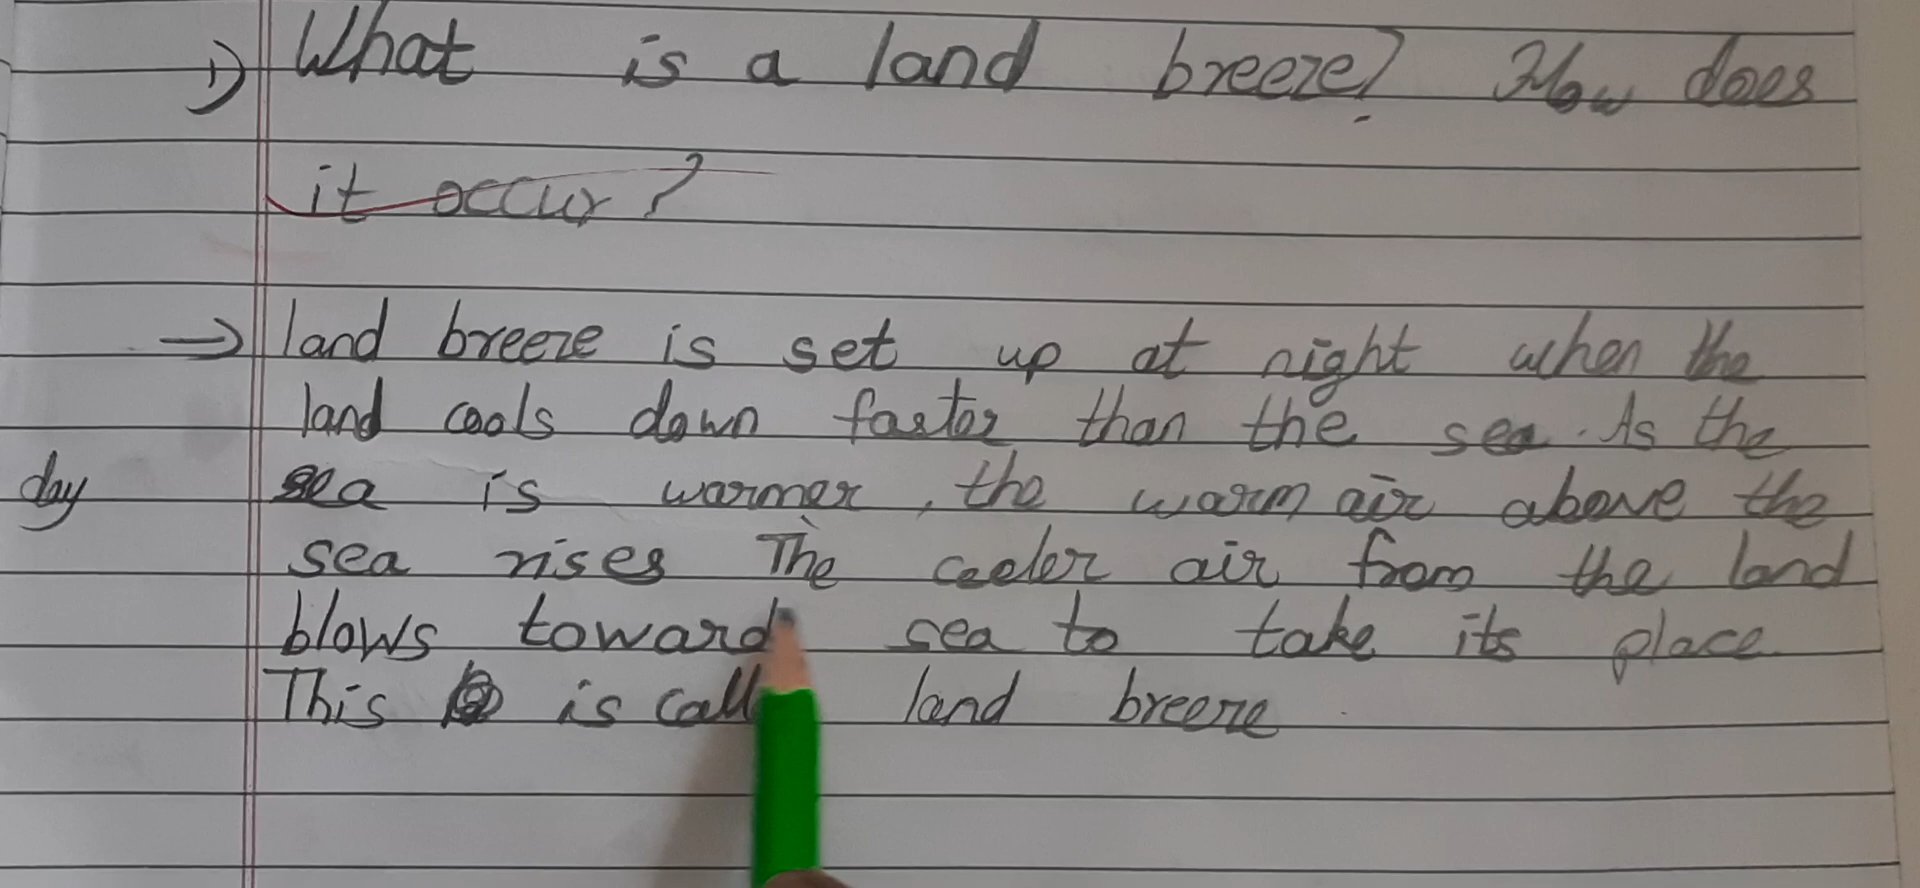 1) What is a land breeze? How does
it occur?
→ land breeze is set up at night when the
land cools down faster than the sea. As the
day sea is warmer, the warm air above the
sea rises The cooler air from the land
blows toward sea to take its place.
This is call land breeze.